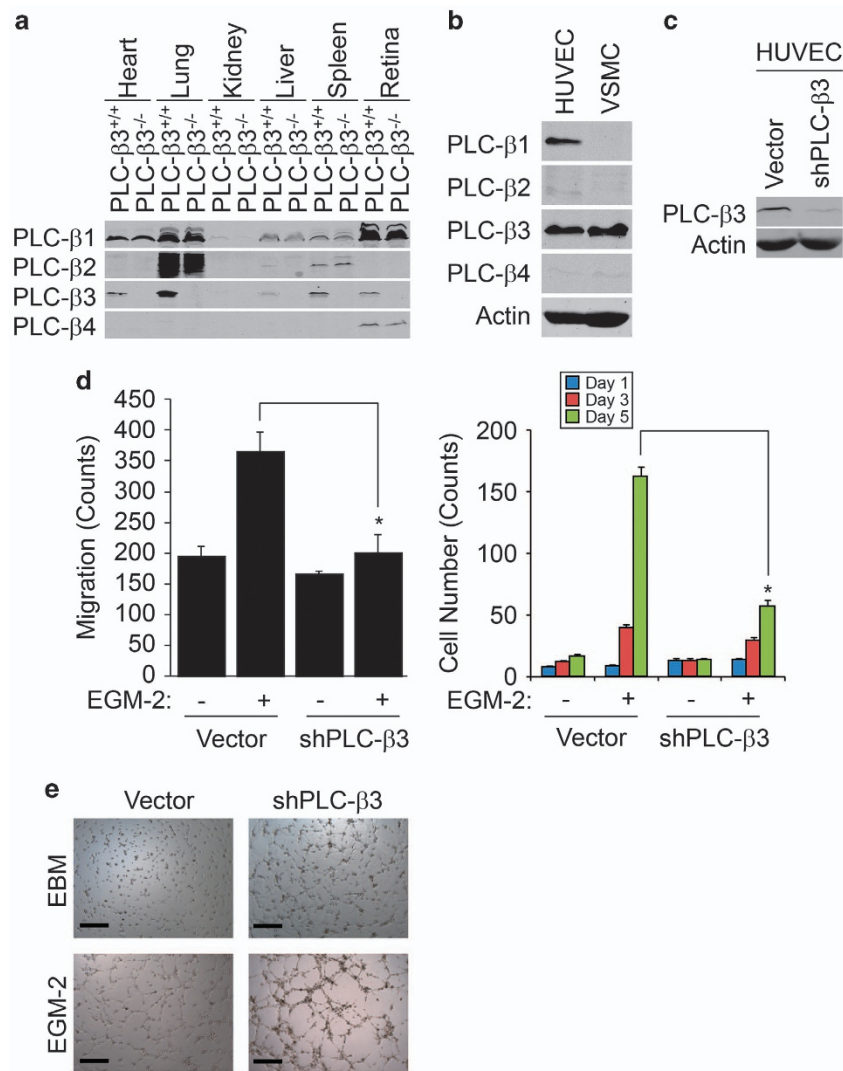 a
Heart
Lung
Kidney
Liver
Spleen
Retina
PLC-β3+/+
PLC-β3-/-
PLC-β3+/+
PLC-β3-/-
PLC-β3+/+
PLC-β3-/-
PLC-β3+/+
PLC-β3-/-
PLC-β3+/+
PLC-β3-/-
PLC-β3+/+
PLC-β3-/-
PLC-β1
PLC-β2
PLC-β3
PLC-β4
b
HUVEC
VSMC
PLC-β1
PLC-β2
PLC-β3
PLC-β4
Actin
c
HUVEC
Vector
shPLC-β3
PLC-β3
Actin
d
Migration (Counts)
450
400
350
300
250
200
150
100
50
0
*
EGM-2: - + - +
Vector shPLC-β3
Day 1
Day 3
Day 5
Cell Number (Counts)
200
150
100
50
0
*
EGM-2: - + - +
Vector shPLC-β3
e
Vector shPLC-β3
EBM
EGM-2